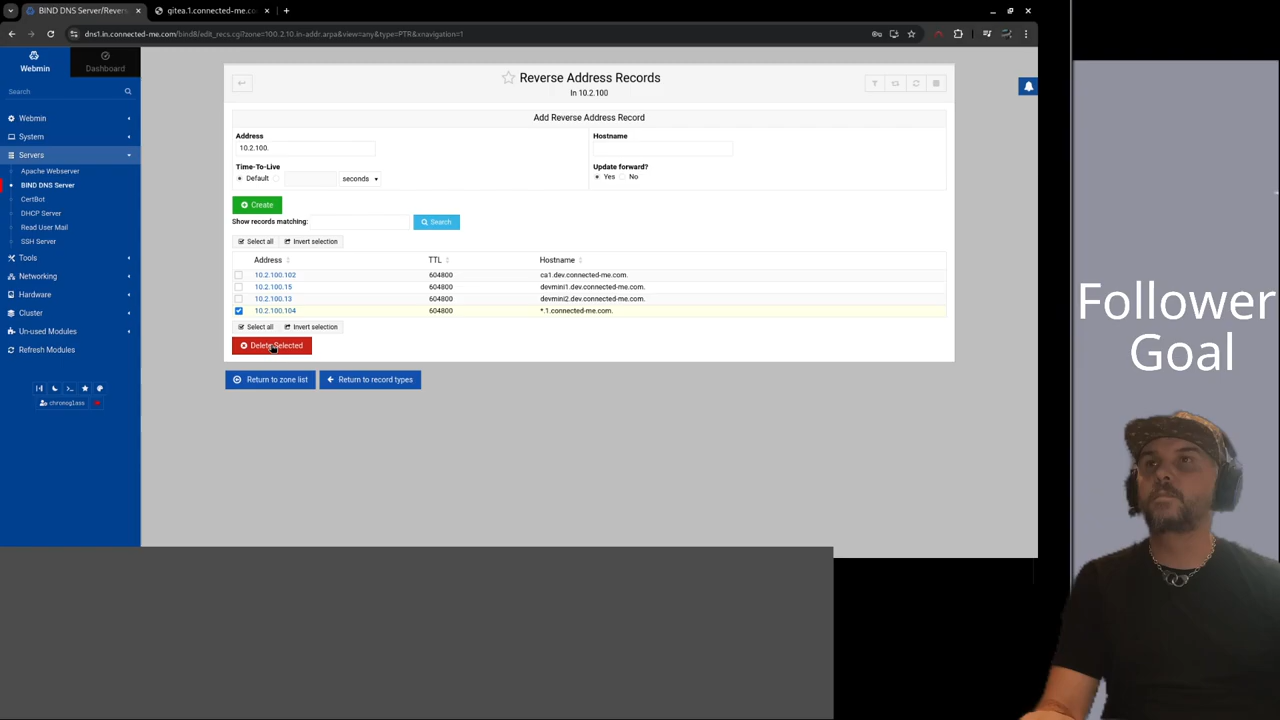 BIND DNS Server/Revers
gitea.1.connected-me.co
dns1.in.connected-me.com/bind8/edit_recs.cgi?zone=100.2.10.in-addr.arpa&view=any&type=PTR&xnavigation=1
Webmin
Dashboard
Search
Webmin
System
Servers
Apache Webserver
BIND DNS Server
CertBot
DHCP Server
Read User Mail
SSH Server
Tools
Networking
Hardware
Cluster
Un-used Modules
Refresh Modules
chronoglass
Reverse Address Records
In 10.2.100
Add Reverse Address Record
Address
10.2.100.
Hostname
Time-To-Live
Default
seconds
Update forward?
Yes No
Create
Show records matching:
Search
Select all Invert selection
Address TTL Hostname
10.2.100.102 604800 ca1.dev.connected-me.com.
10.2.100.15 604800 devmini1.dev.connected-me.com.
10.2.100.13 604800 devmini2.dev.connected-me.com.
10.2.100.104 604800 *.1.connected-me.com.
Select all Invert selection
Delete Selected
Return to zone list Return to record types
Follower
Goal